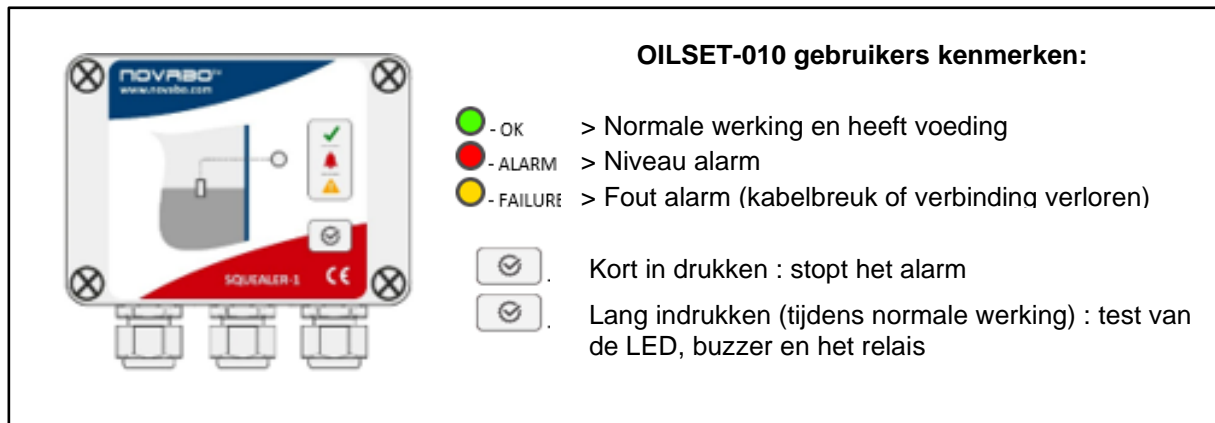 OILSET-010 gebruikers kenmerken:
NOVABO™
www.novabo.com
SQUEALER-1 CE
- OK > Normale werking en heeft voeding
- ALARM > Niveau alarm
- FAILURE > Fout alarm (kabelbreuk of verbinding verloren)
. Kort in drukken : stopt het alarm
. Lang indrukken (tijdens normale werking) : test van
de LED, buzzer en het relais